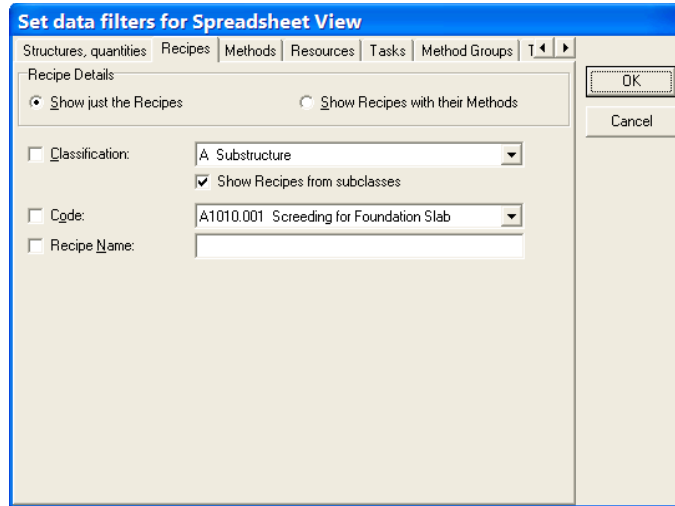 Set data filters for Spreadsheet View
Structures, quantities Recipes Methods Resources Tasks Method Groups
Recipe Details
Show just the Recipes Show Recipes with their Methods
OK
Cancel
Classification: A Substructure
Show Recipes from subclasses
Code: A1010.001 Screeding for Foundation Slab
Recipe Name: